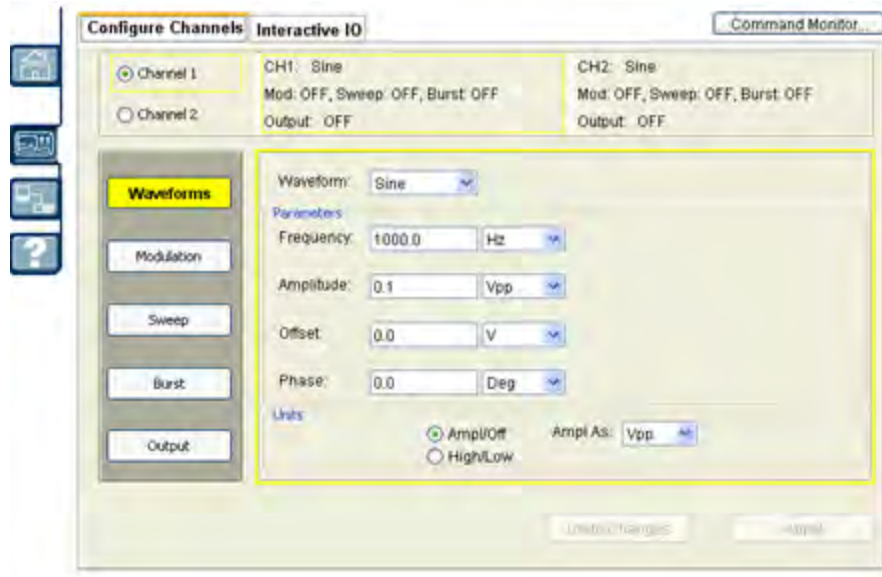 Configure Channels
Interactive IO
Command Monitor...
Channel 1
Channel 2
CH1: Sine
Mod: OFF, Sweep: OFF, Burst: OFF
Output: OFF
CH2: Sine
Mod: OFF, Sweep: OFF, Burst: OFF
Output: OFF
Waveforms
Modulation
Sweep
Burst
Output
Waveform: Sine
Parameters
Frequency: 1000.0 Hz
Amplitude: 0.1 Vpp
Offset: 0.0 V
Phase: 0.0 Deg
Units
Ampl/Off
High/Low
Ampl As: Vpp
Undo Changes
Apply